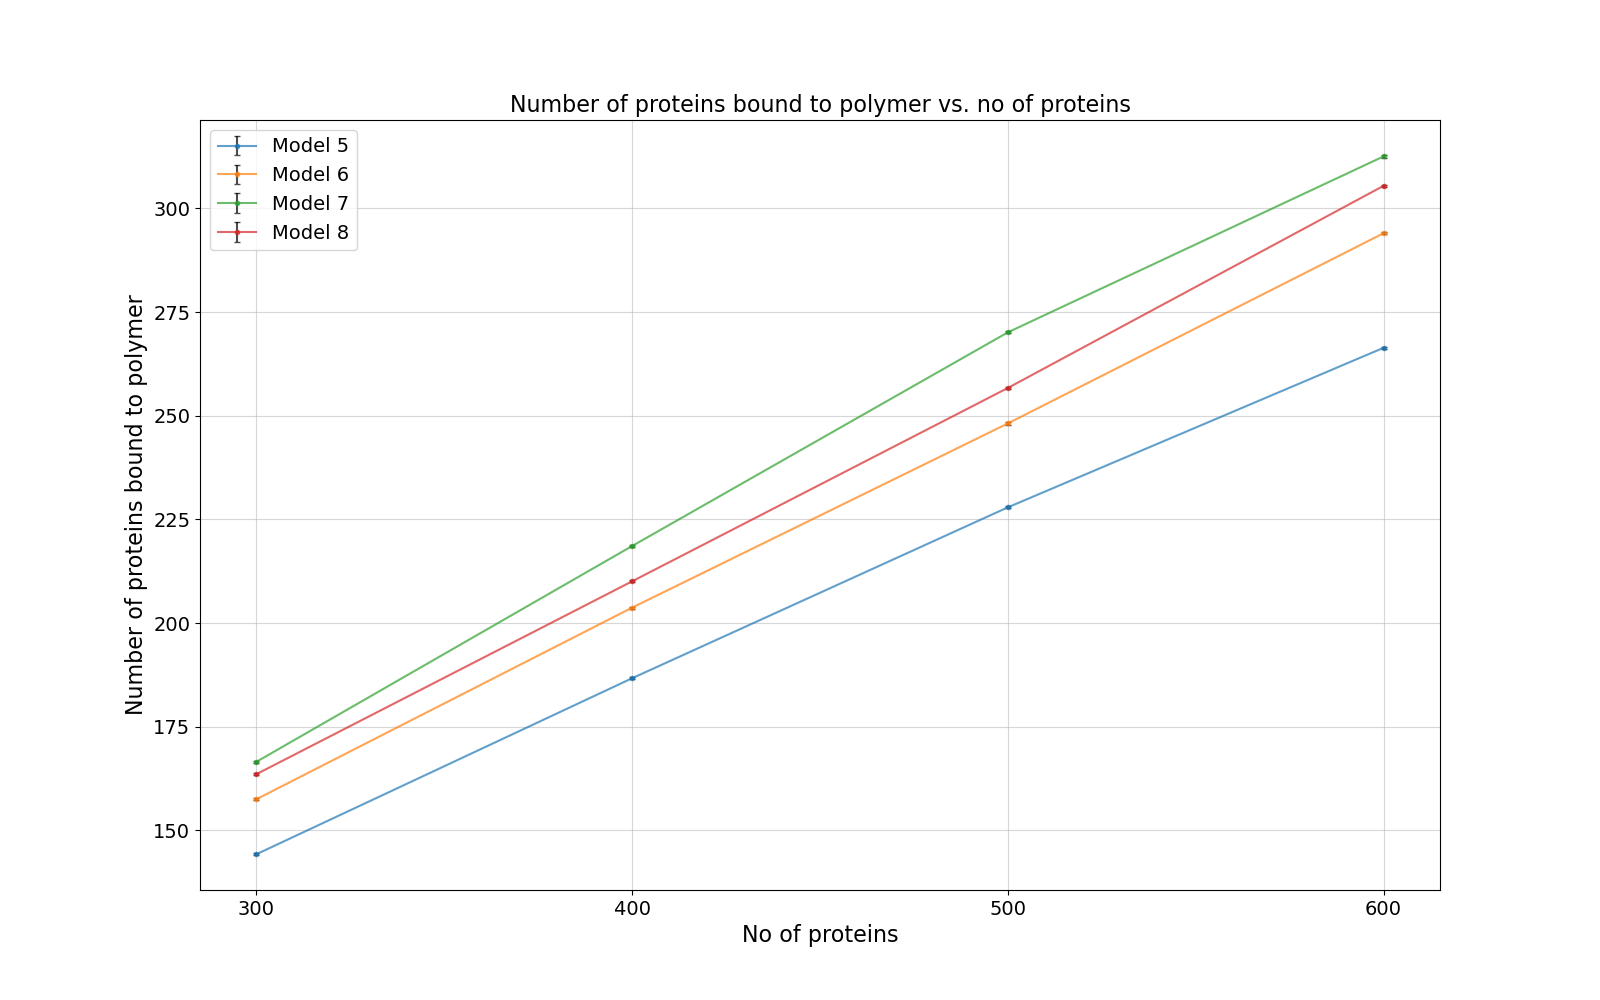 Number of proteins bound to polymer vs. no of proteins
Model 5
Model 6
Model 7
Model 8
Number of proteins bound to polymer
300
275
250
225
200
175
150
300 400 500 600
No of proteins